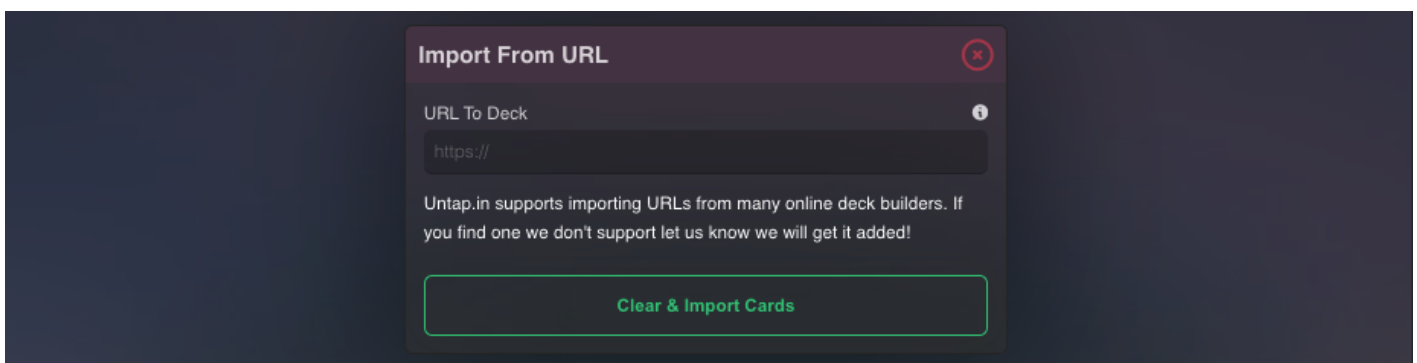 Import From URL
URL To Deck
https://
Untap.in supports importing URLs from many online deck builders. If
you find one we don't support let us know we will get it added!
Clear & Import Cards